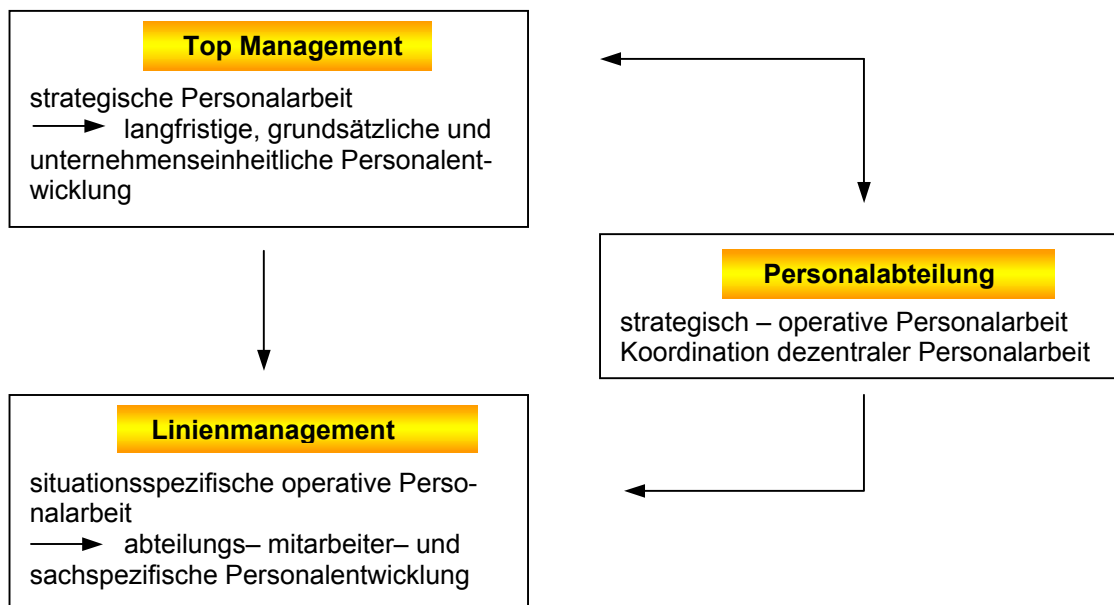 Top Management
strategische Personalarbeit
langfristige, grundsätzliche und
unternehmenseinheitliche Personalent-
wicklung
Personalabteilung
strategisch – operative Personalarbeit
Koordination dezentraler Personalarbeit
Linienmanagement
situationsspezifische operative Perso-
nalarbeit
abteilungs– mitarbeiter– und
sachspezifische Personalentwicklung